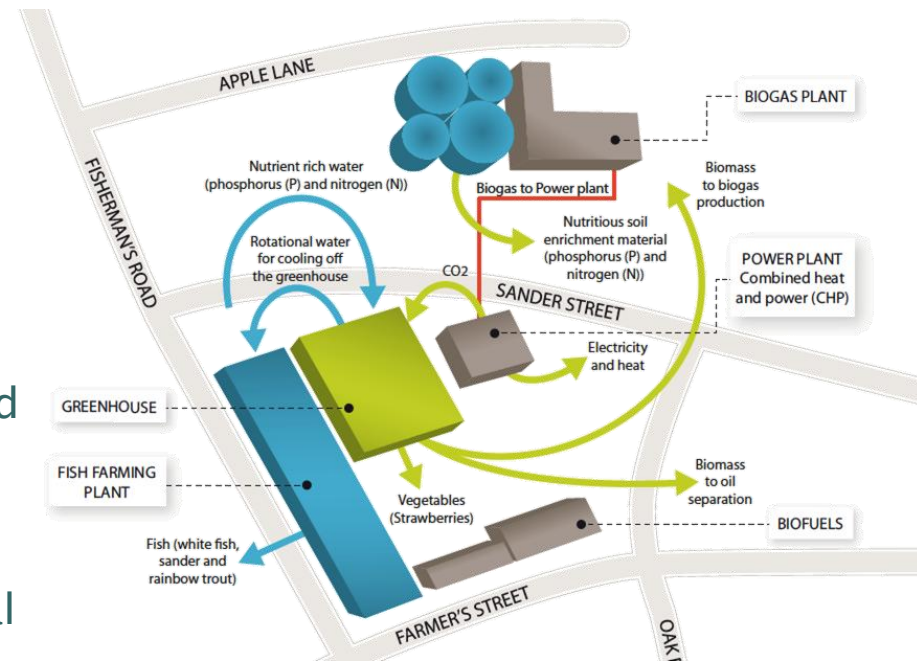 APPLE LANE
BIOGAS PLANT
Nutrient rich water
(phosphorus (P) and nitrogen (N))
Biogas to Power plant
Biomass
to biogas
production
FISHERMAN'S ROAD
Rotational water
for cooling off
the greenhouse
Nutritious soil
enrichment material
(phosphorus (P) and
nitrogen (N))
POWER PLANT
Combined heat
and power (CHP)
CO2
SANDER STREET
Electricity
and heat
GREENHOUSE
FISH FARMING
PLANT
Vegetables
(Strawberries)
Biomass
to oil
separation
BIOFUELS
Fish (white fish,
sander and
rainbow trout)
FARMER'S STREET
OAK